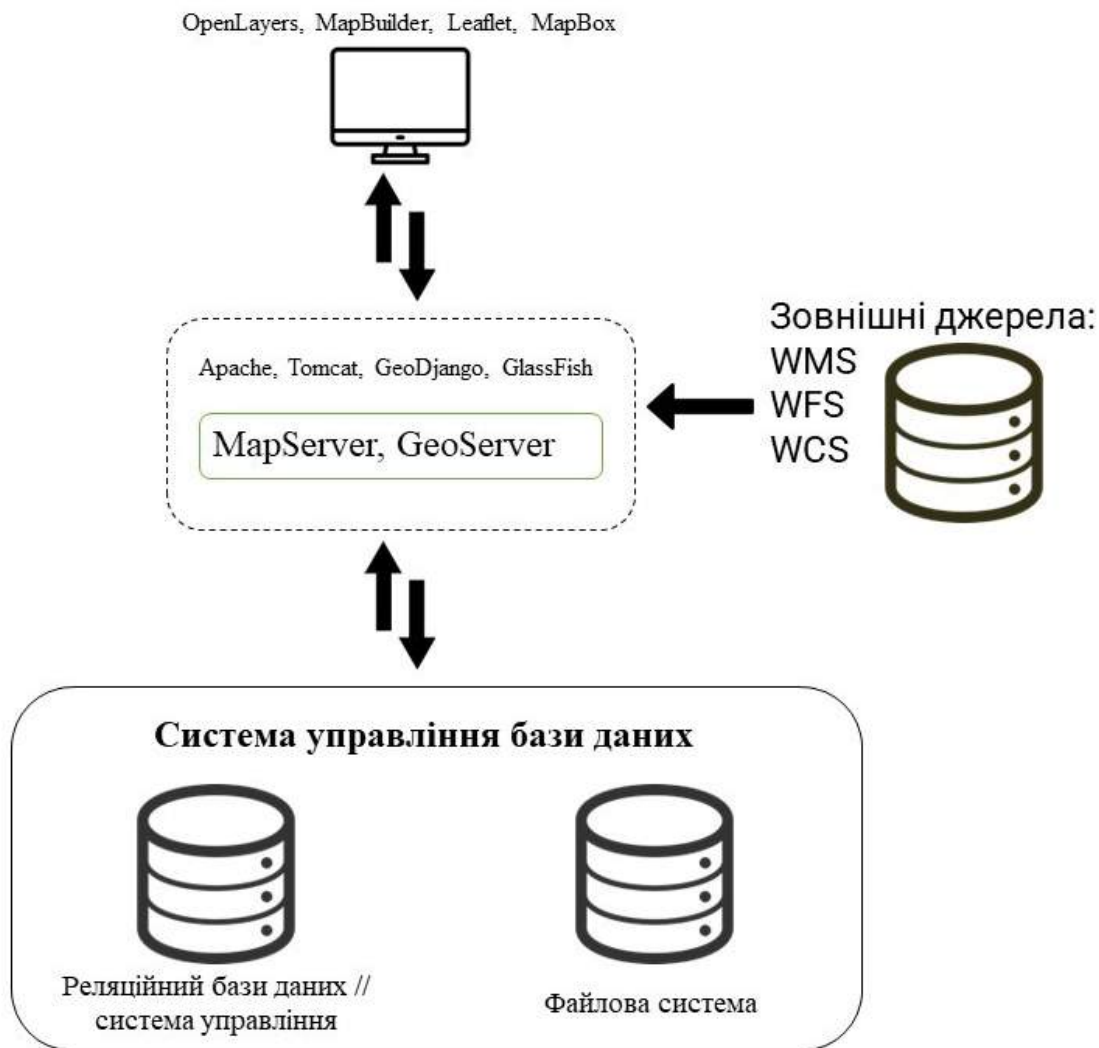 OpenLayers, MapBuilder, Leaflet, MapBox
Зовнішні джерела:
WMS
WFS
WCS
Apache, Tomcat, GeoDjango, GlassFish
MapServer, GeoServer
Система управління бази даних
Реляційний бази даних //
система управління
Файлова система